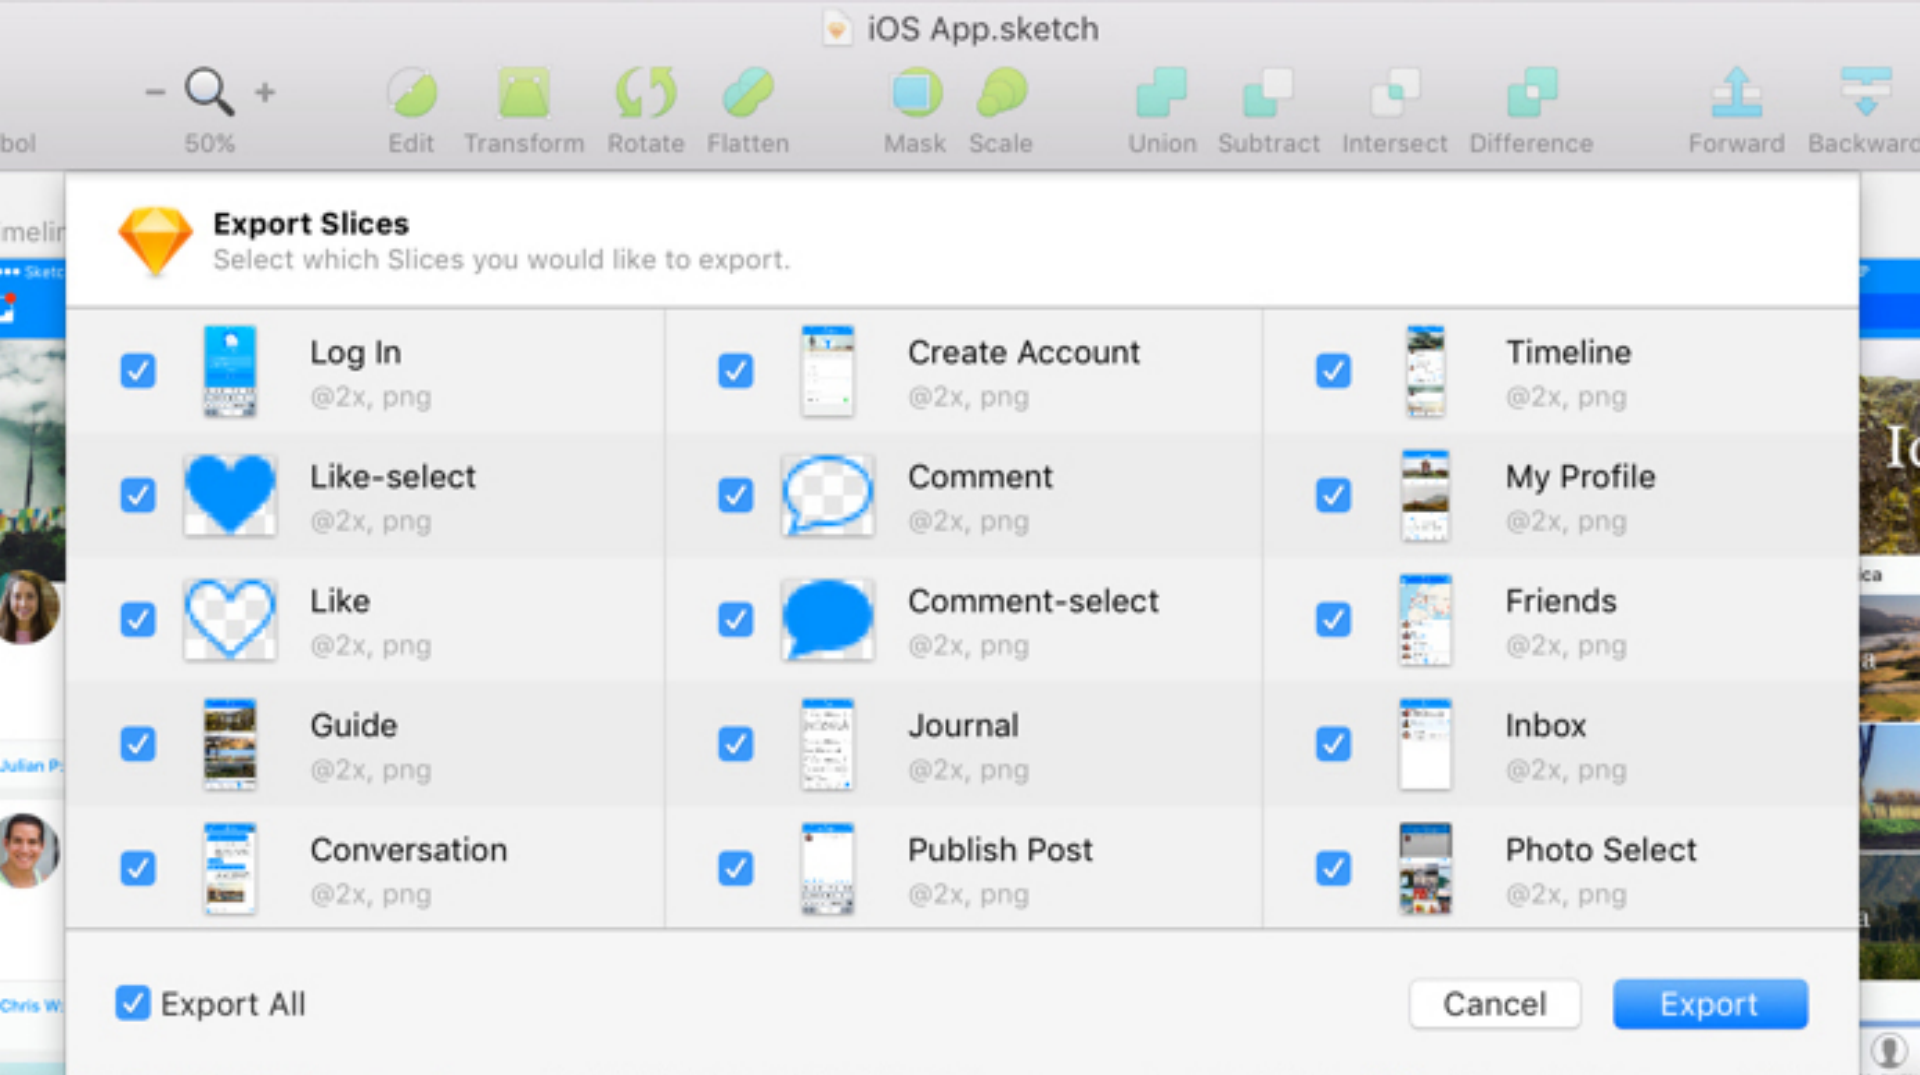 iOS App.sketch
50%
Edit
Transform
Rotate
Flatten
Mask
Scale
Union
Subtract
Intersect
Difference
Forward
Backward
Export Slices
Select which Slices you would like to export.
Log In
@2x, png
Create Account
@2x, png
Timeline
@2x, png
Like-select
@2x, png
Comment
@2x, png
My Profile
@2x, png
Like
@2x, png
Comment-select
@2x, png
Friends
@2x, png
Guide
@2x, png
Journal
@2x, png
Inbox
@2x, png
Conversation
@2x, png
Publish Post
@2x, png
Photo Select
@2x, png
Julian P
Chris W
Export All
Cancel
Export